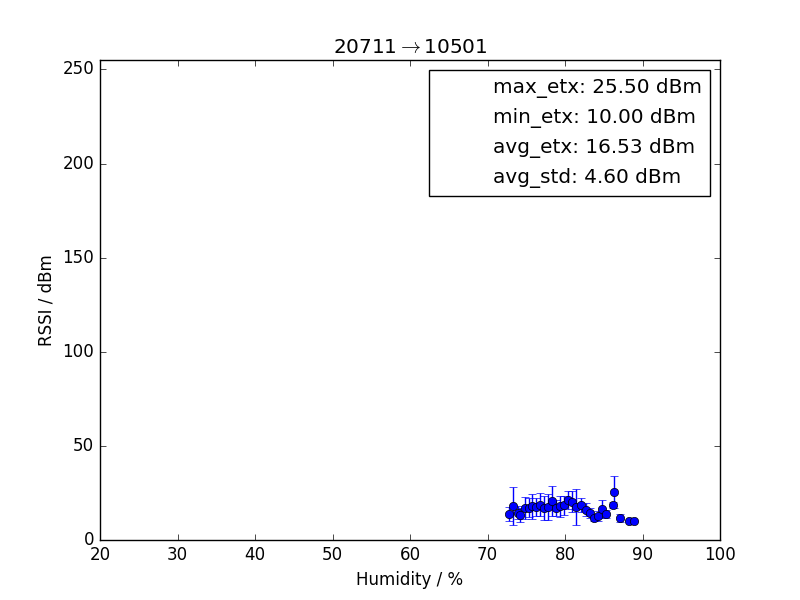 20711→10501
max_etx: 25.50 dBm
min_etx: 10.00 dBm
avg_etx: 16.53 dBm
avg_std: 4.60 dBm
RSSI / dBm
250
200
150
100
50
0
20 30 40 50 60 70 80 90 100
Humidity / %